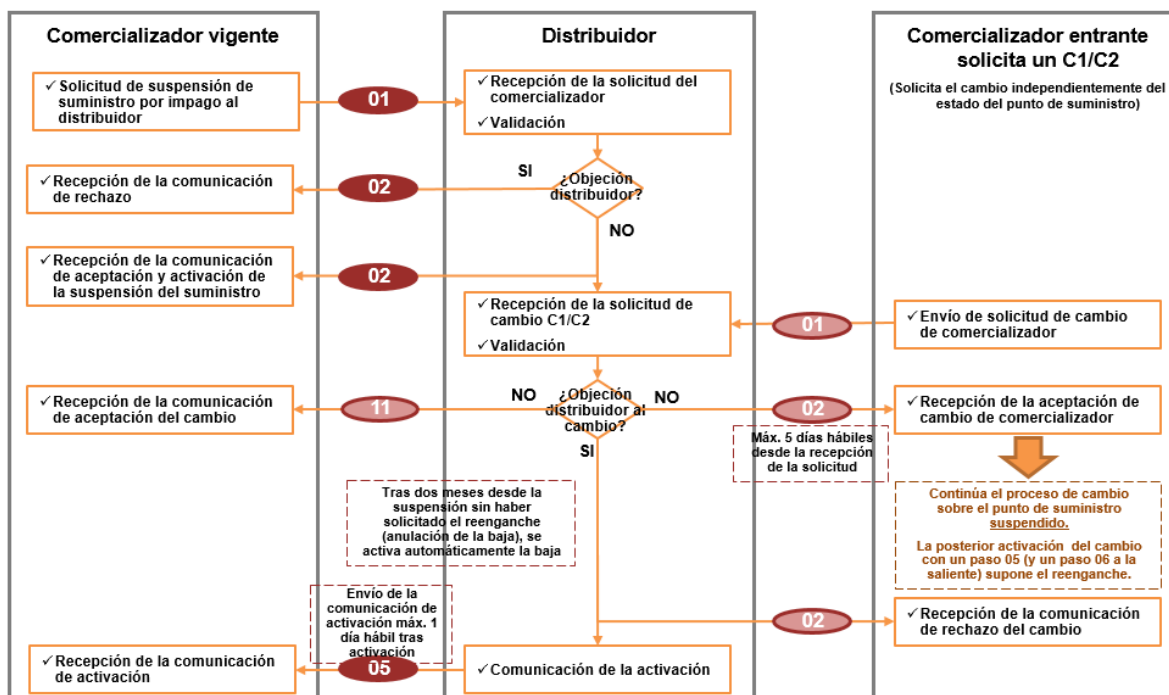 Comercializador vigente
Distribuidor
Comercializador entrante
solicita un C1/C2
(Solicita el cambio independientemente del
estado del punto de suministro)
✓ Solicitud de suspensión de
suministro por impago al
distribuidor
01
✓ Recepción de la solicitud del
comercializador
✓ Validación
SI
¿Objeción
distribuidor?
02
✓ Recepción de la comunicación
de rechazo
NO
✓ Recepción de la comunicación
de aceptación y activación de
la suspensión del suministro
02
✓ Recepción de la solicitud de
cambio C1/C2
✓ Validación
01
✓ Envío de solicitud de cambio
de comercializador
✓ Recepción de la comunicación
de aceptación del cambio
11
NO
¿Objeción
distribuidor al
cambio?
NO
02
✓ Recepción de la aceptación de
cambio de comercializador
SI
Máx. 5 días hábiles
desde la recepción
de la solicitud
Tras dos meses desde la
suspensión sin haber
solicitado el reenganche
(anulación de la baja), se
activa automáticamente la baja
Continúa el proceso de cambio
sobre el punto de suministro
suspendido.
La posterior activación del cambio
con un paso 05 (y un paso 06 a la
saliente) supone el reenganche.
Envío de la
comunicación de
activación máx. 1
día hábil tras
activación
02
✓ Recepción de la comunicación
de rechazo del cambio
✓ Recepción de la comunicación
de activación
05
✓ Comunicación de la activación